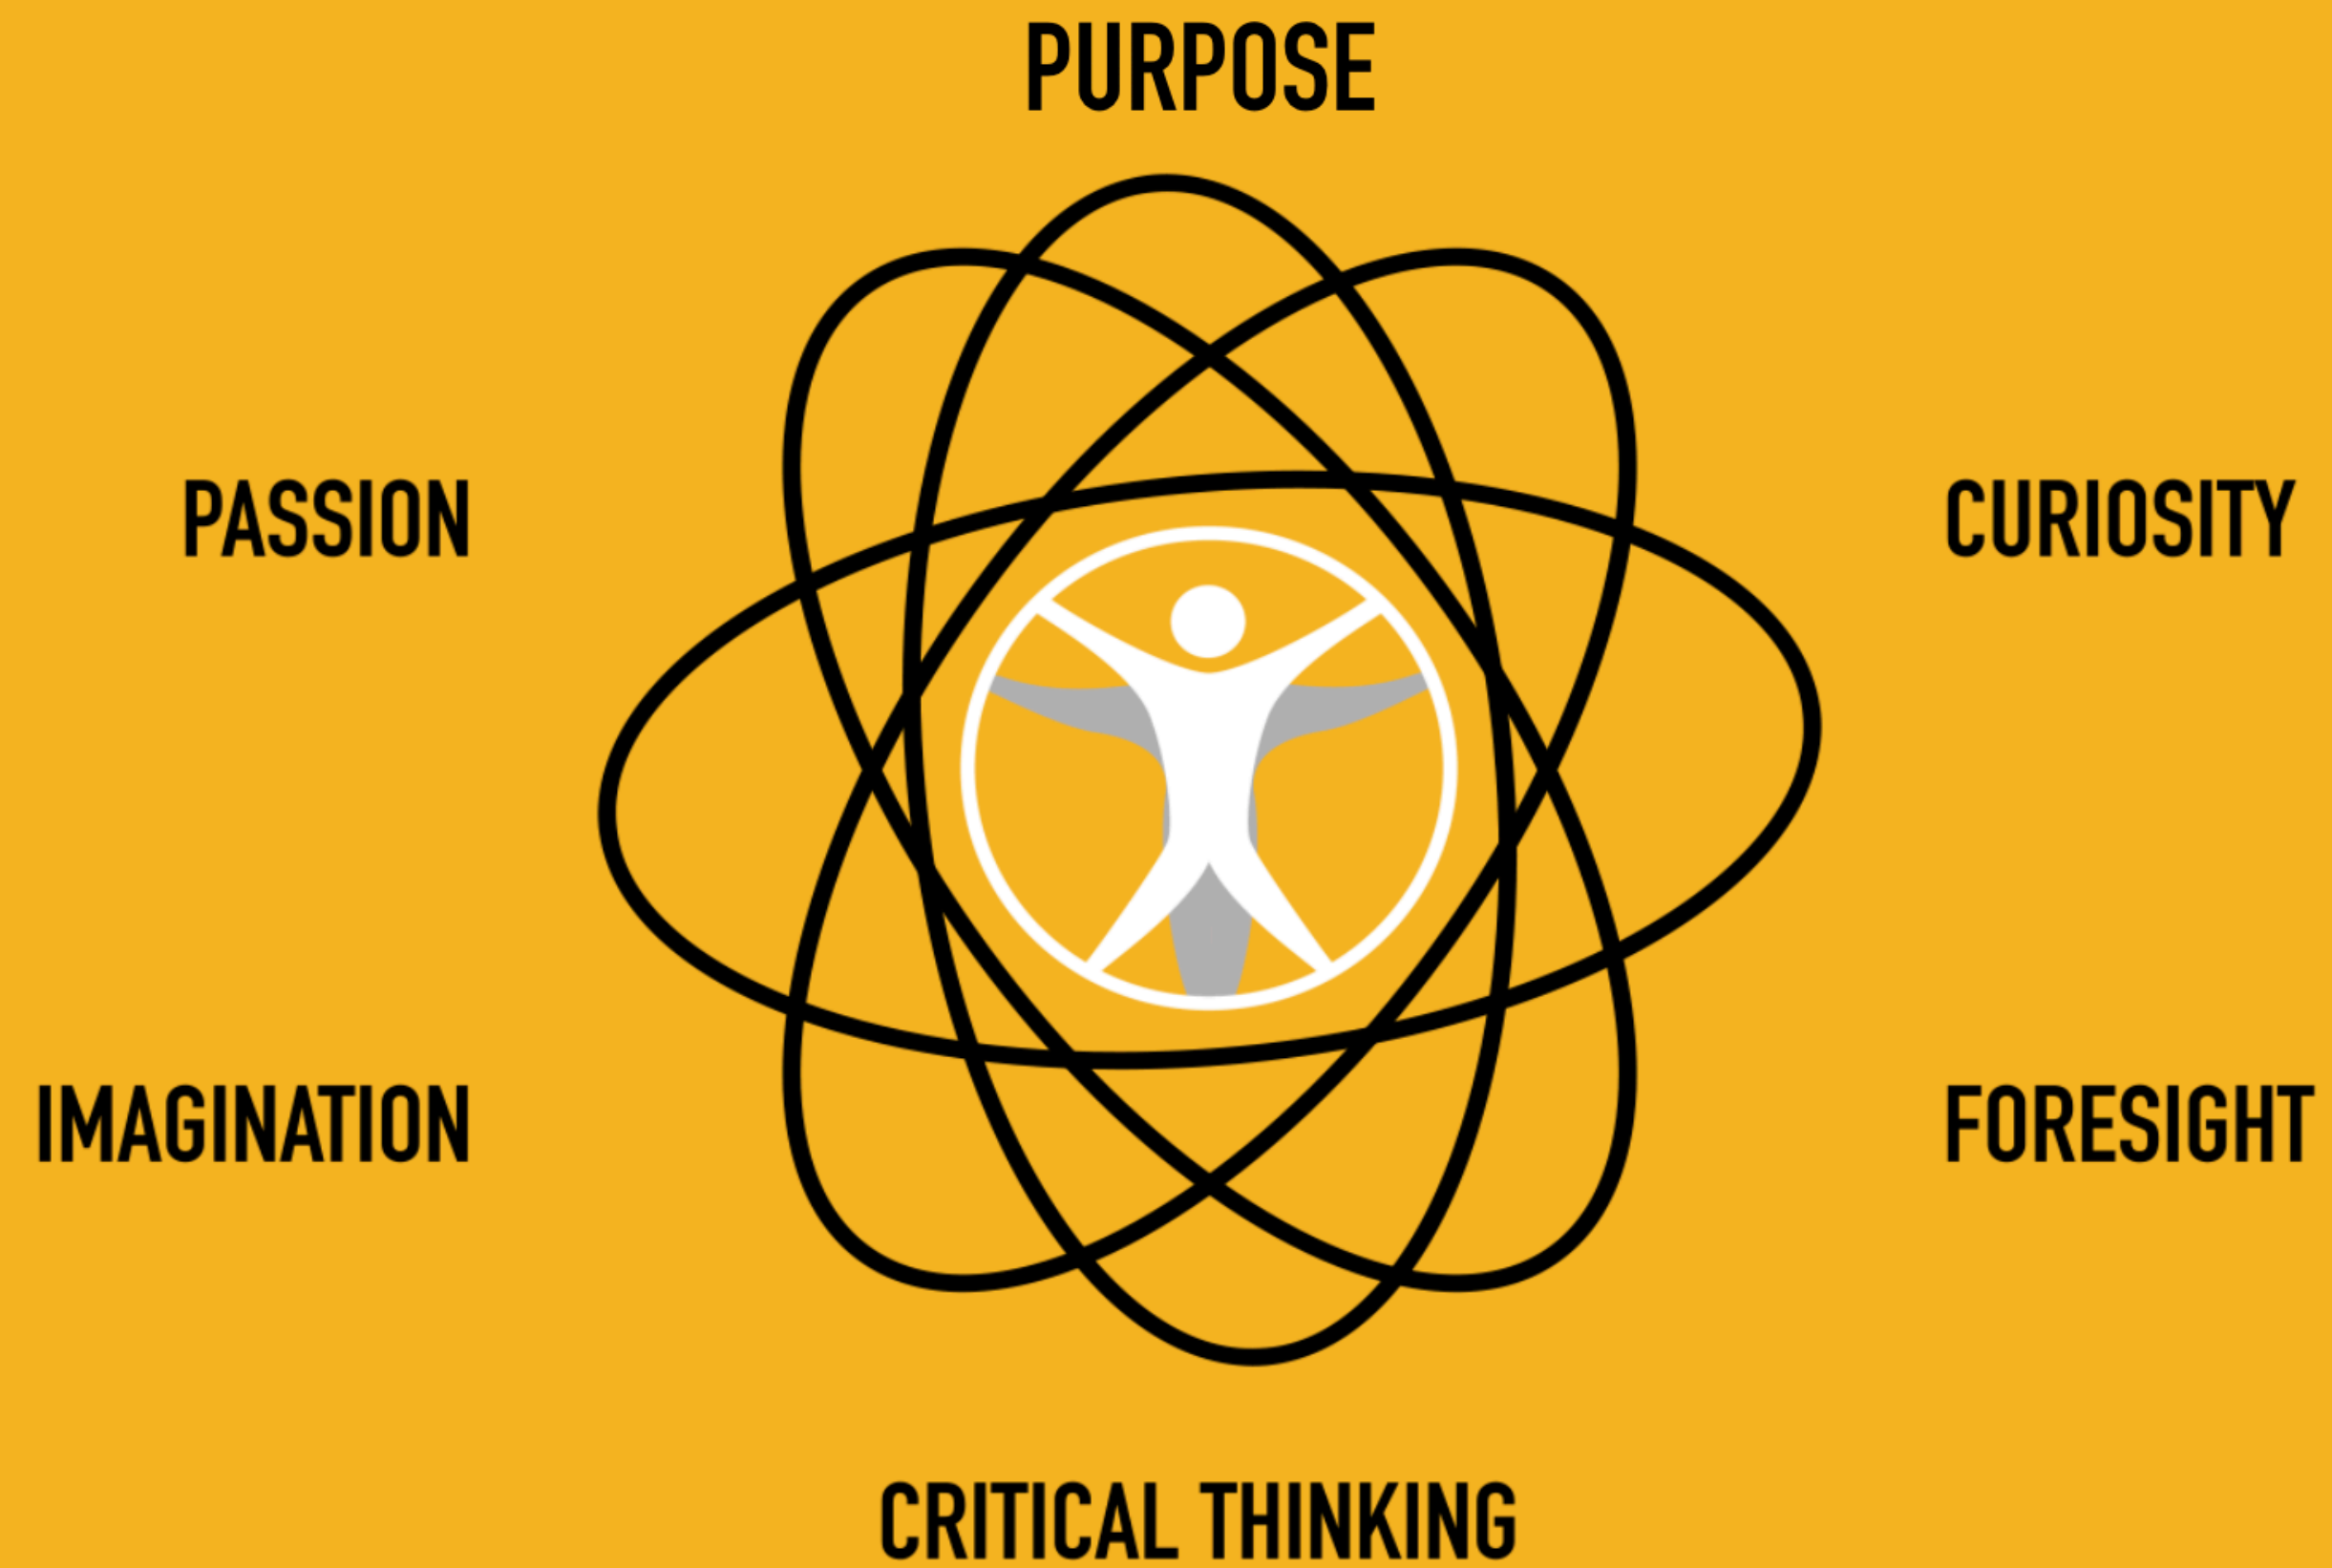 PURPOSE
PASSION
CURIOSITY
IMAGINATION
FORESIGHT
CRITICAL THINKING